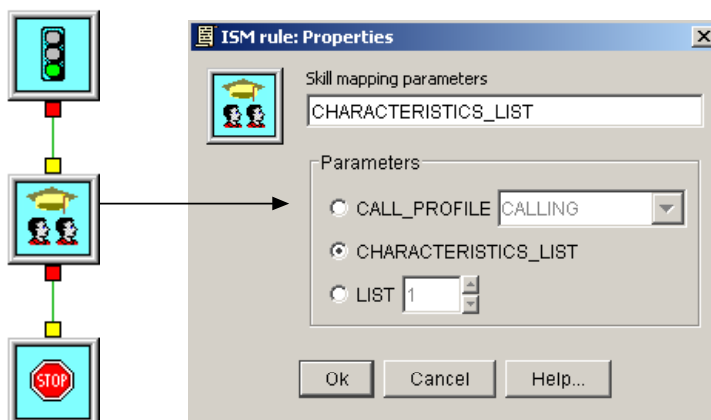 ISM rule: Properties
Skill mapping parameters
CHARACTERISTICS_LIST
Parameters
CALL_PROFILE CALLING
CHARACTERISTICS_LIST
LIST 1
STOP
Ok Cancel Help...